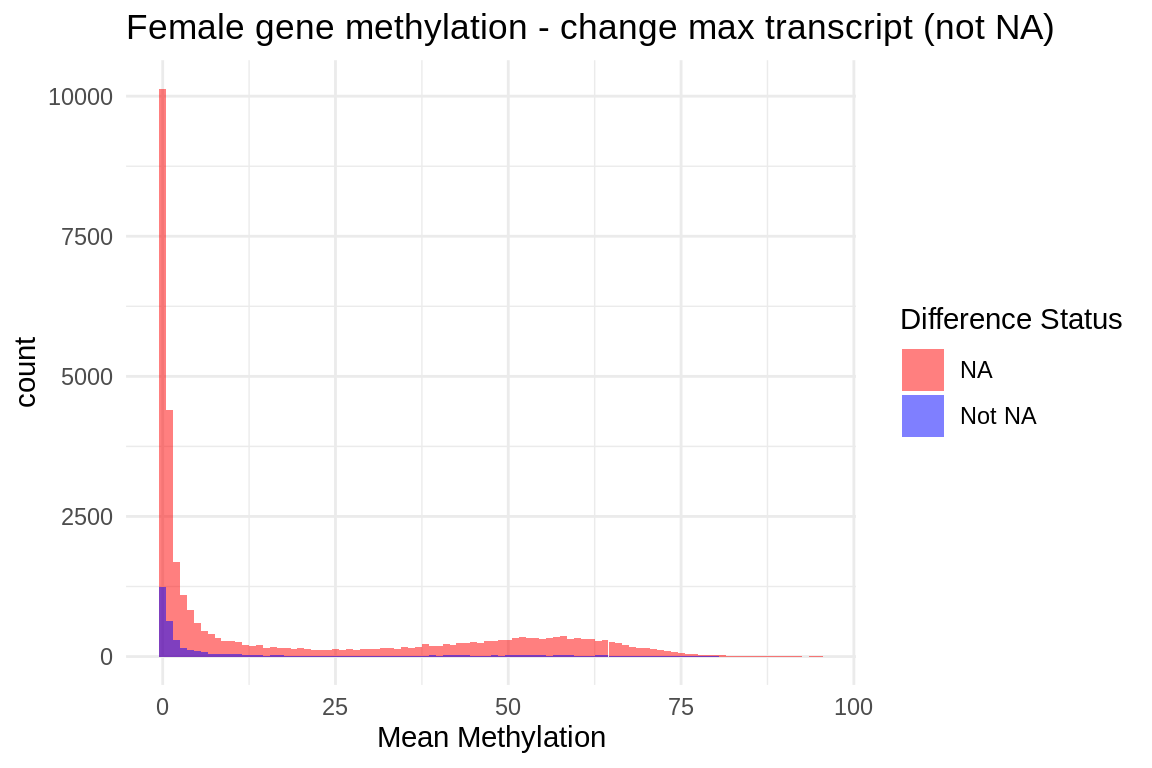 Female gene methylation - change max transcript (not NA)
10000
7500
5000
2500
0
count
0 25 50 75 100
Mean Methylation
Difference Status
NA
Not NA